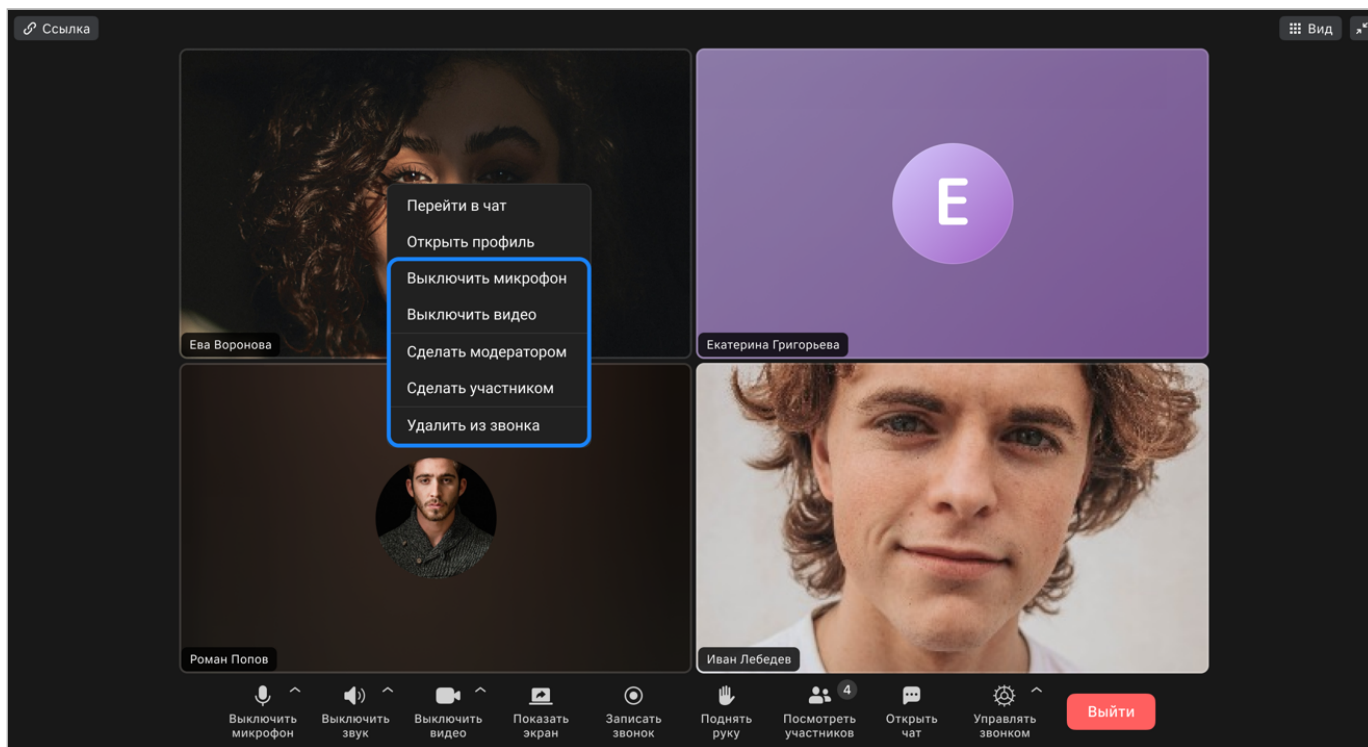 Ссылка
Вид
E
Перейти в чат
Открыть профиль
Выключить микрофон
Выключить видео
Сделать модератором
Сделать участником
Удалить из звонка
Ева Воронова
Екатерина Григорьева
Роман Попов
Иван Лебедев
4
Выключить
микрофон
Выключить
звук
Выключить
видео
Показать
экран
Записать
звонок
Поднять
руку
Посмотреть
участников
Открыть
чат
Управлять
звонком
Выйти